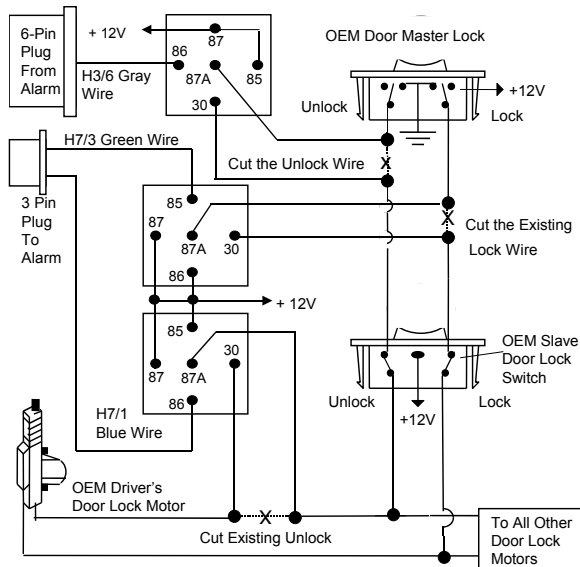 6-Pin
Plug
From
Alarm
+ 12V
87
86
87A
85
30
H3/6 Gray
Wire
OEM Door Master Lock
+12V
Unlock
Lock
H7/3 Green Wire
3 Pin
Plug
To
Alarm
Cut the Unlock Wire
85
87
87A
30
86
Cut the Existing
Lock Wire
+ 12V
85
30
87
87A
86
H7/1
Blue Wire
OEM Slave
Door Lock
Switch
Unlock
+12V
Lock
OEM Driver's
Door Lock Motor
X
X
X
Cut Existing Unlock
To All Other
Door Lock
Motors